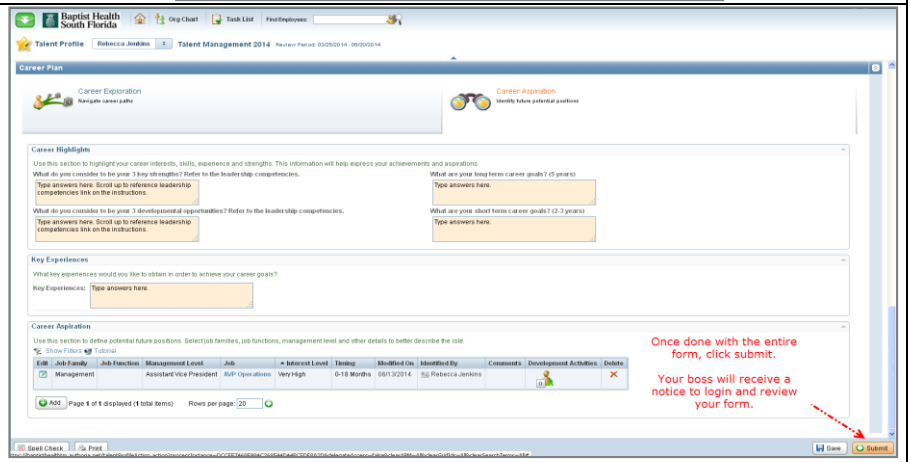 Baptist Health
South Florida
Org Chart
Task List
Find Employees:
Talent Profile
Rebecca Jenkins
Talent Management 2014
Review Period: 03/25/2014 - 06/30/2014
Career Plan
Career Exploration
Navigate career paths
Career Aspiration
Identify future potential positions
Career Highlights
Use this section to highlight your career interests, skills, experience and strengths. This information will help express your achievements and aspirations.
What do you consider to be your 3 key strengths? Refer to the leadership competencies.
What are your long term career goals? (5 years)
Type answers here. Scroll up to reference leadership
competencies link on the instructions.
Type answers here.
What do you consider to be your 3 developmental opportunities? Refer to the leadership competencies.
What are your short term career goals? (2-3 years)
Type answers here. Scroll up to reference leadership
competencies link on the instructions.
Type answers here.
Key Experiences
What key experiences would you like to obtain in order to achieve your career goals?
Key Experiences: Type answers here.
Career Aspiration
Use this section to define potential future positions. Select job families, job functions, management level and other details to better describe the role.
Show Filters Tutorial
Edit Job Family Job Function Management Level Job Interest Level Timing Modified On Identified By Comments Development Activities Delete
Management Assistant Vice President AVP Operations Very High 0-18 Months 06/13/2014 Rebecca Jenkins 0
Add Page 1 of 1 displayed (1 total items) Rows per page: 20
Once done with the entire
form, click submit.
Your boss will receive a
notice to login and review
your form.
Spell Check Print
Save Submit